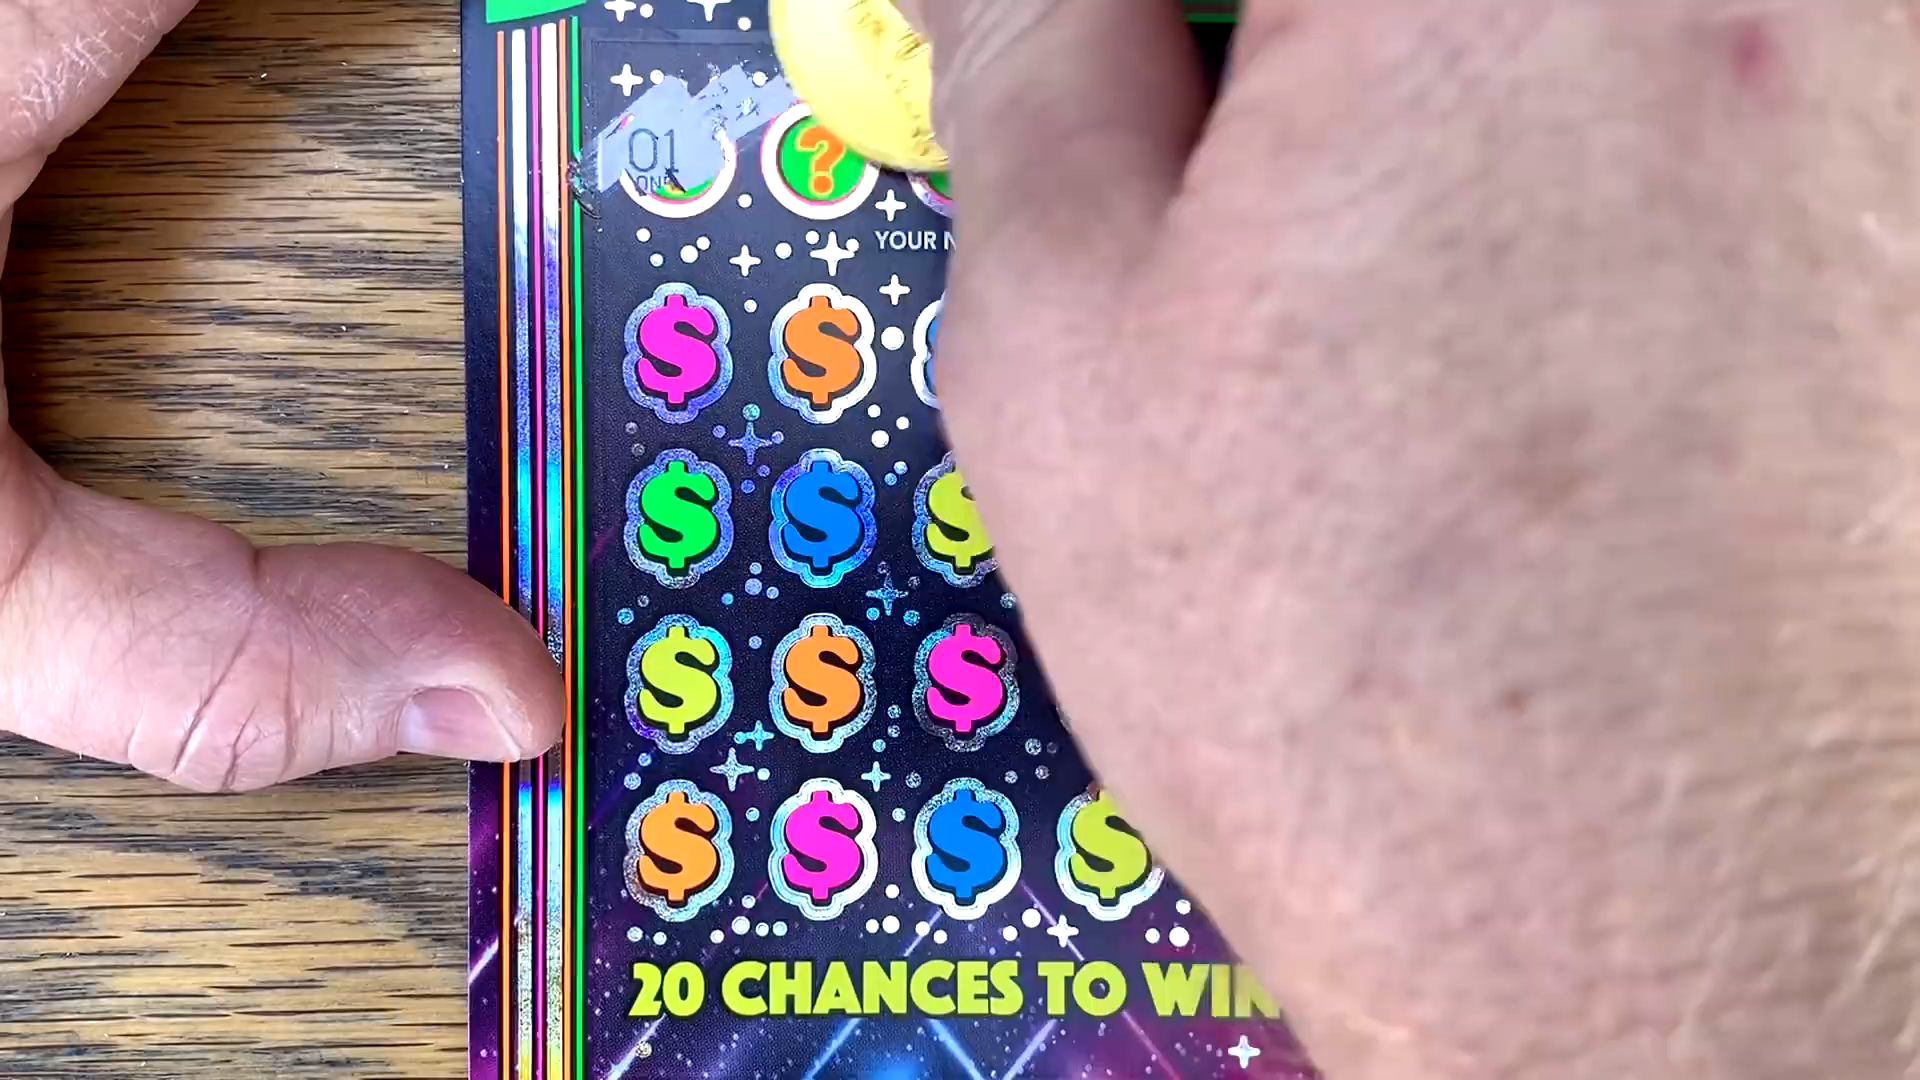 01
ONE
?
YOUR N
$ $
$ $ $
$ $ $
$ $ $ $
20 CHANCES TO WIN